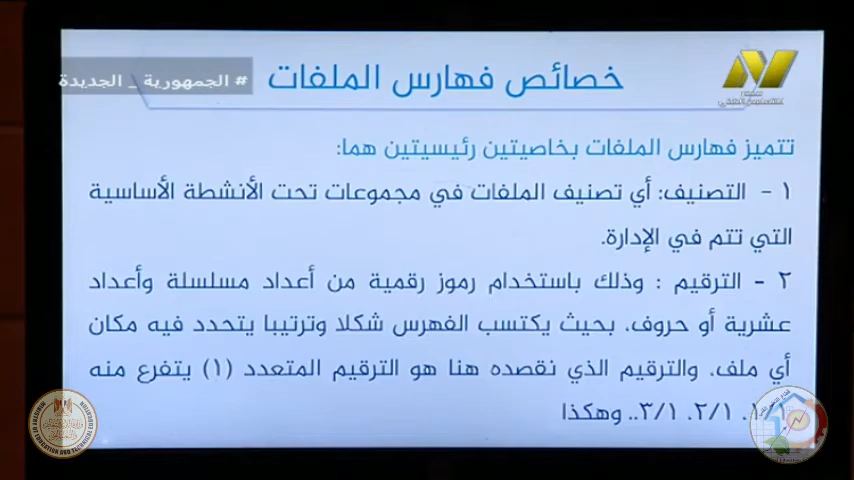 خصائص فهارس الملفات
# الجمهورية _ الجديدة
تتميز فهارس الملفات بخاصيتين رئيسيتين هما:
١ - التصنيف: أي تصنيف الملفات في مجموعات تحت الأنشطة الأساسية
التي تتم في الإدارة.
٢ - الترقيم : وذلك باستخدام رموز رقمية من أعداد مسلسلة وأعداد
عشرية أو حروف. بحيث يكتسب الفهرس شكلا وترتيبا يتحدد فيه مكان
أي ملف. والترقيم الذي نقصده هنا هو الترقيم المتعدد (١) يتفرع منه
٢/١. ٣/١.. وهكذا